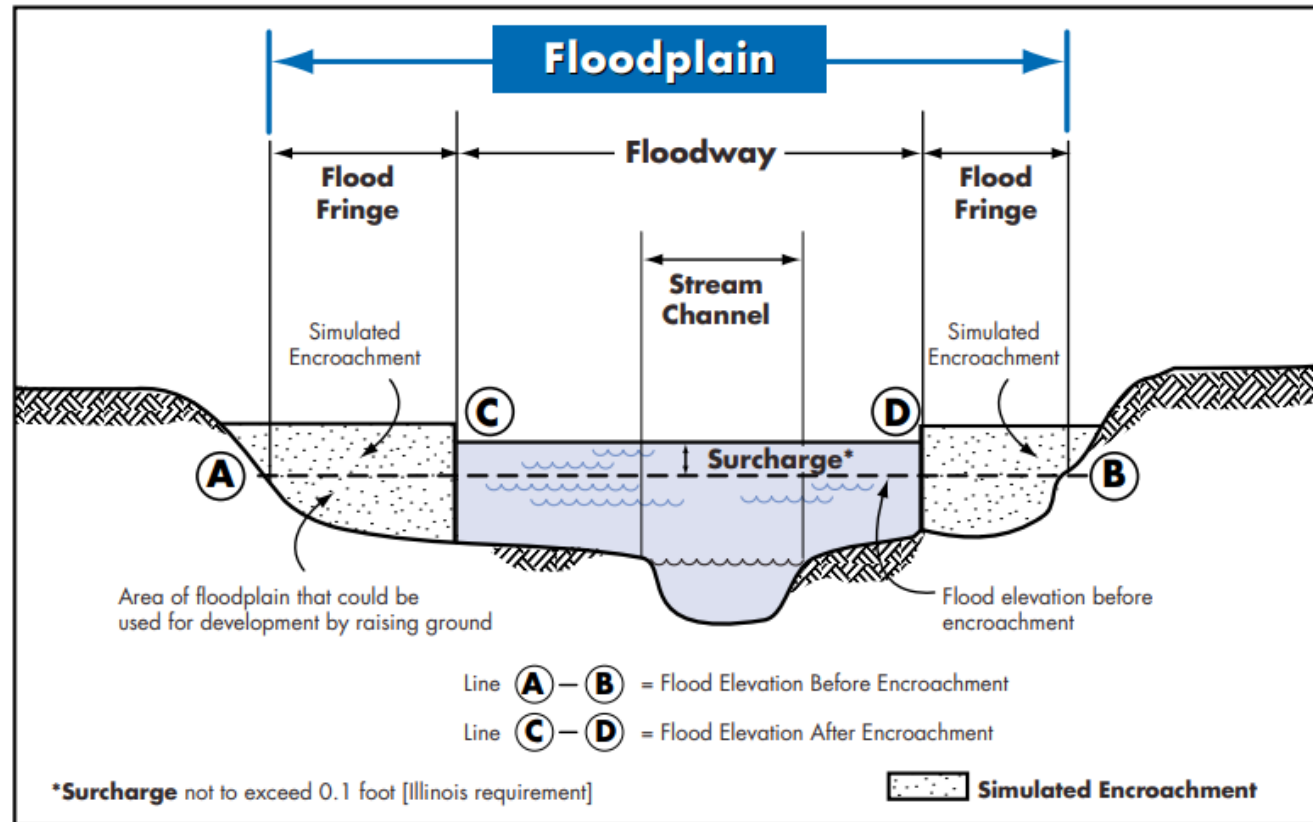 Floodplain
Floodway
Flood
Fringe
Flood
Fringe
Stream
Channel
Simulated
Encroachment
Simulated
Encroachment
C
D
Surcharge*
A
B
Area of floodplain that could be
used for development by raising ground
Flood elevation before
encroachment
Line A – B = Flood Elevation Before Encroachment
Line C – D = Flood Elevation After Encroachment
*Surcharge not to exceed 0.1 foot [Illinois requirement]
Simulated Encroachment